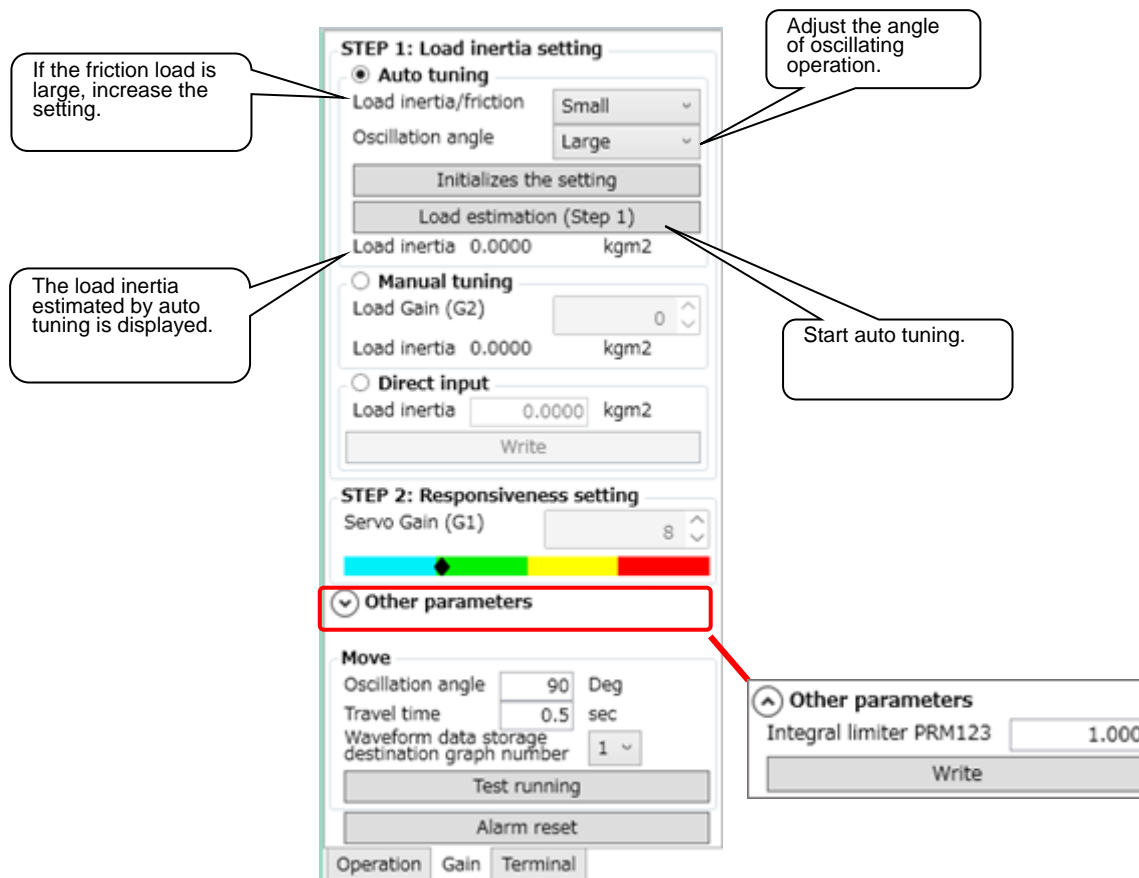 If the friction load is
large, increase the
setting.
Adjust the angle
of oscillating
operation.
STEP 1: Load inertia setting
Auto tuning
Load inertia/friction Small
Oscillation angle Large
Initializes the setting
Load estimation (Step 1)
Load inertia 0.0000 kgm2
The load inertia
estimated by auto
tuning is displayed.
Start auto tuning.
Manual tuning
Load Gain (G2) 0
Load inertia 0.0000 kgm2
Direct input
Load inertia 0.0000 kgm2
Write
STEP 2: Responsiveness setting
Servo Gain (G1) 8
Other parameters
Move
Oscillation angle 90 Deg
Travel time 0.5 sec
Waveform data storage
destination graph number 1
Test running
Alarm reset
Operation Gain Terminal
Other parameters
Integral limiter PRM123 1.000
Write